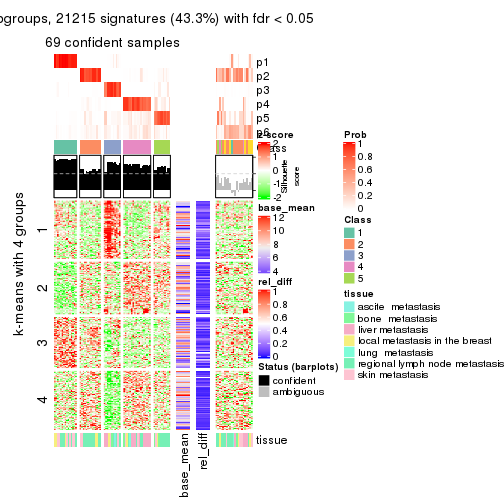 ogroups, 21215 signatures (43.3%) with fdr < 0.05
69 confident samples
p1
p2
p3
p4
p5
p6
z-score
2
1
0
-1
-2
Silhouette score
base_mean
12
10
8
6
4
rel_diff
1
0.8
0.6
0.4
0.2
0
Status (barplots)
confident
ambiguous
Prob
1
0.8
0.6
0.4
0.2
0
Class
1
2
3
4
5
tissue
ascite metastasis
bone metastasis
liver metastasis
local metastasis in the breast
lung metastasis
regional lymph node metastasis
skin metastasis
k-means with 4 groups
1
2
3
4
tissue
base_mean
rel_diff